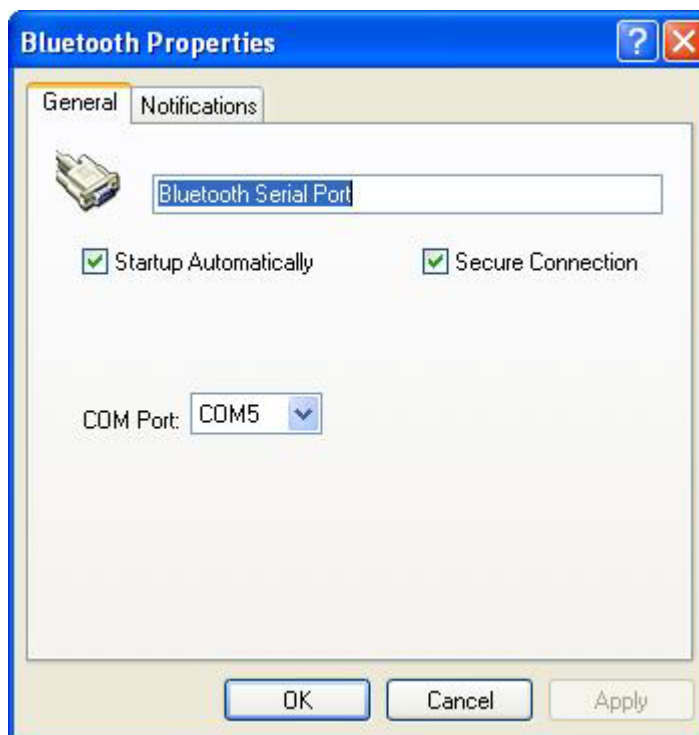 Bluetooth Properties
General Notifications
Bluetooth Serial Port
Startup Automatically Secure Connection
COM Port: COM5
OK Cancel Apply